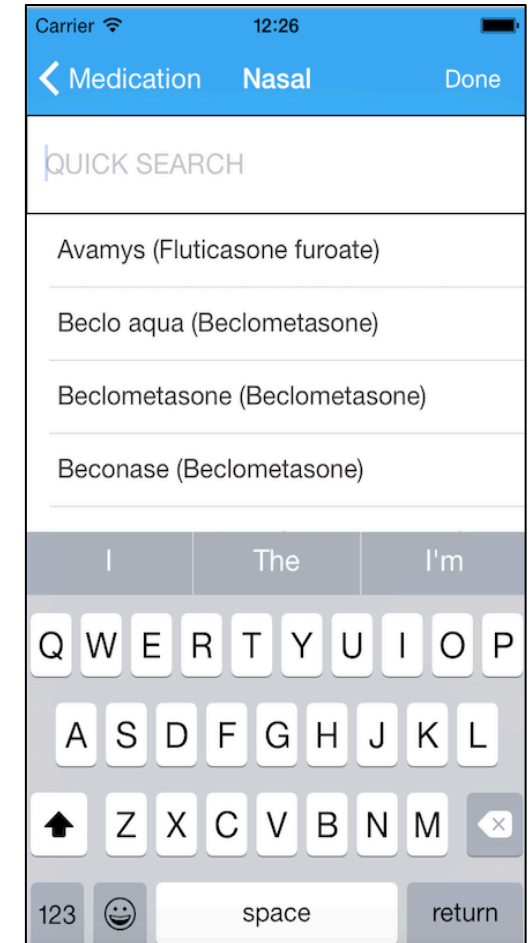 Carrier 12:26
Medication Nasal Done
QUICK SEARCH
Avamys (Fluticasone furoate)
Beclo aqua (Beclometasone)
Beclometasone (Beclometasone)
Beconase (Beclometasone)
I The I'm
Q W E R T Y U I O P
A S D F G H J K L
Z X C V B N M
123 space return